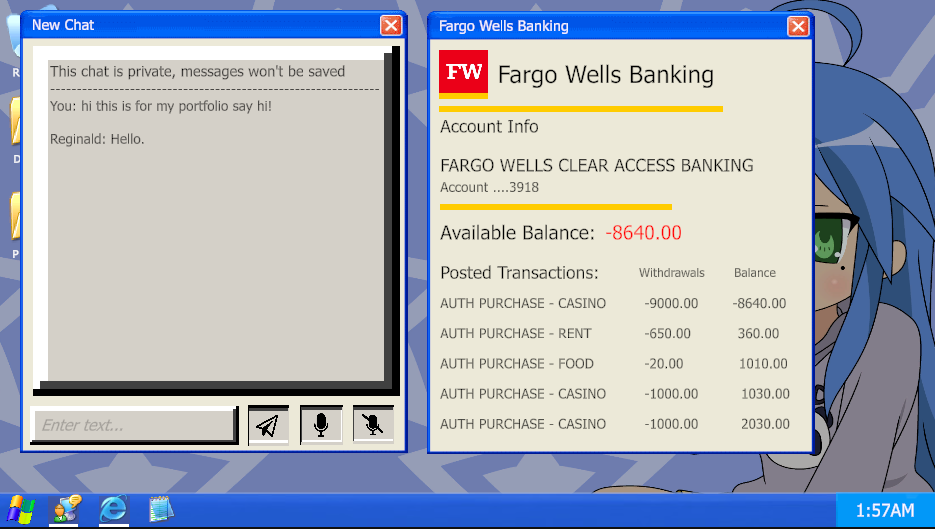 New Chat
This chat is private, messages won't be saved
You: hi this is for my portfolio say hi!
Reginald: Hello.
Enter text...
Fargo Wells Banking
FW Fargo Wells Banking
Account Info
FARGO WELLS CLEAR ACCESS BANKING
Account ....3918
Available Balance: -8640.00
Posted Transactions: Withdrawals Balance
AUTH PURCHASE - CASINO -9000.00 -8640.00
AUTH PURCHASE - RENT -650.00 360.00
AUTH PURCHASE - FOOD -20.00 1010.00
AUTH PURCHASE - CASINO -1000.00 1030.00
AUTH PURCHASE - CASINO -1000.00 2030.00
R
D
P
1:57AM